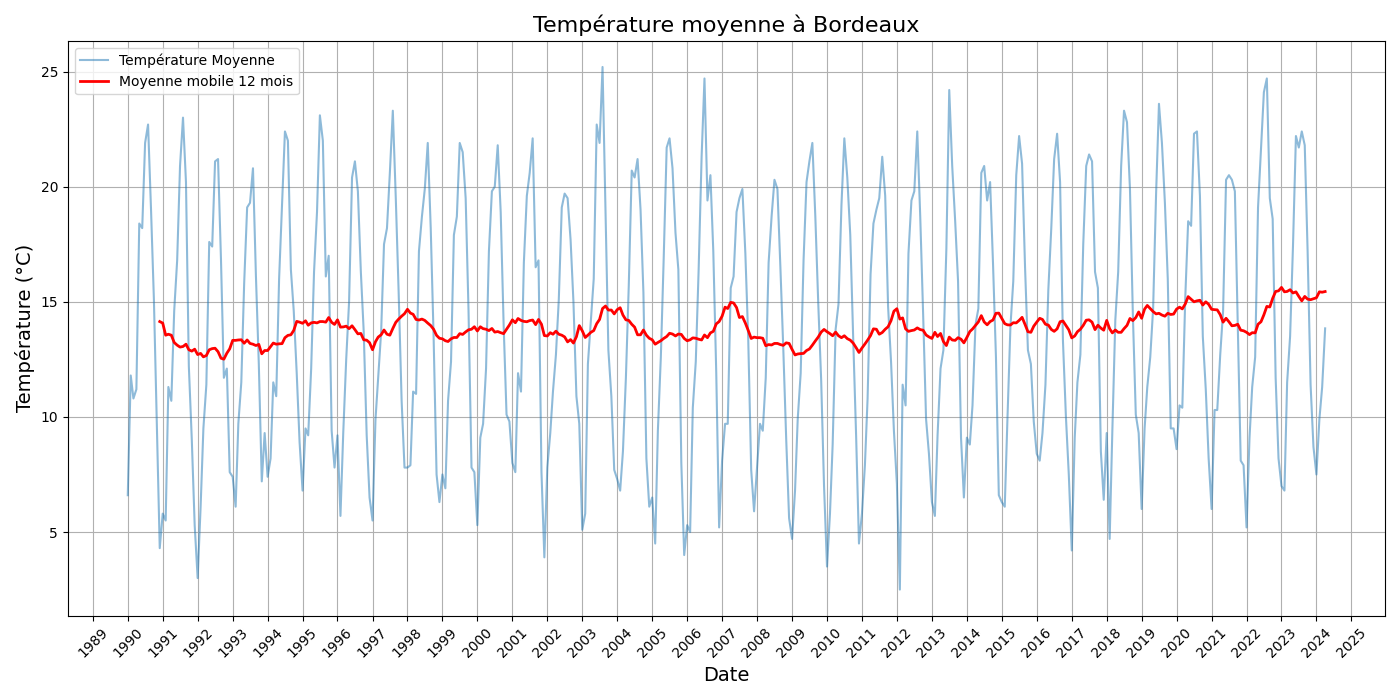 Température moyenne à Bordeaux
Température Moyenne
Moyenne mobile 12 mois
Température (°C)
25
20
15
10
5
1989 1990 1991 1992 1993 1994 1995 1996 1997 1998 1999 2000 2001 2002 2003 2004 2005 2006 2007 2008 2009 2010 2011 2012 2013 2014 2015 2016 2017 2018 2019 2020 2021 2022 2023 2024 2025
Date